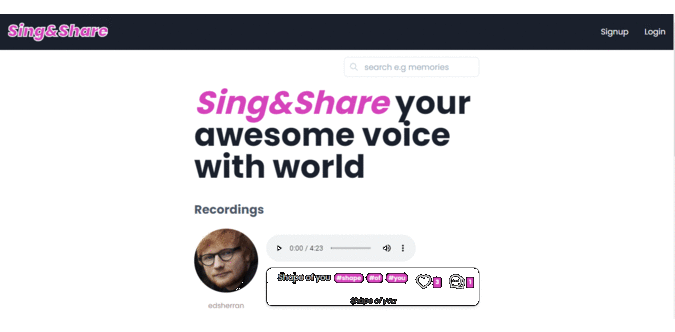 Sing&Share
Signup Login
search e.g memories
Sing&Share your
awesome voice
with world
Recordings
0:00 / 4:23
Shape of you #shape #of #you 3 1
Shape of you
edsherran